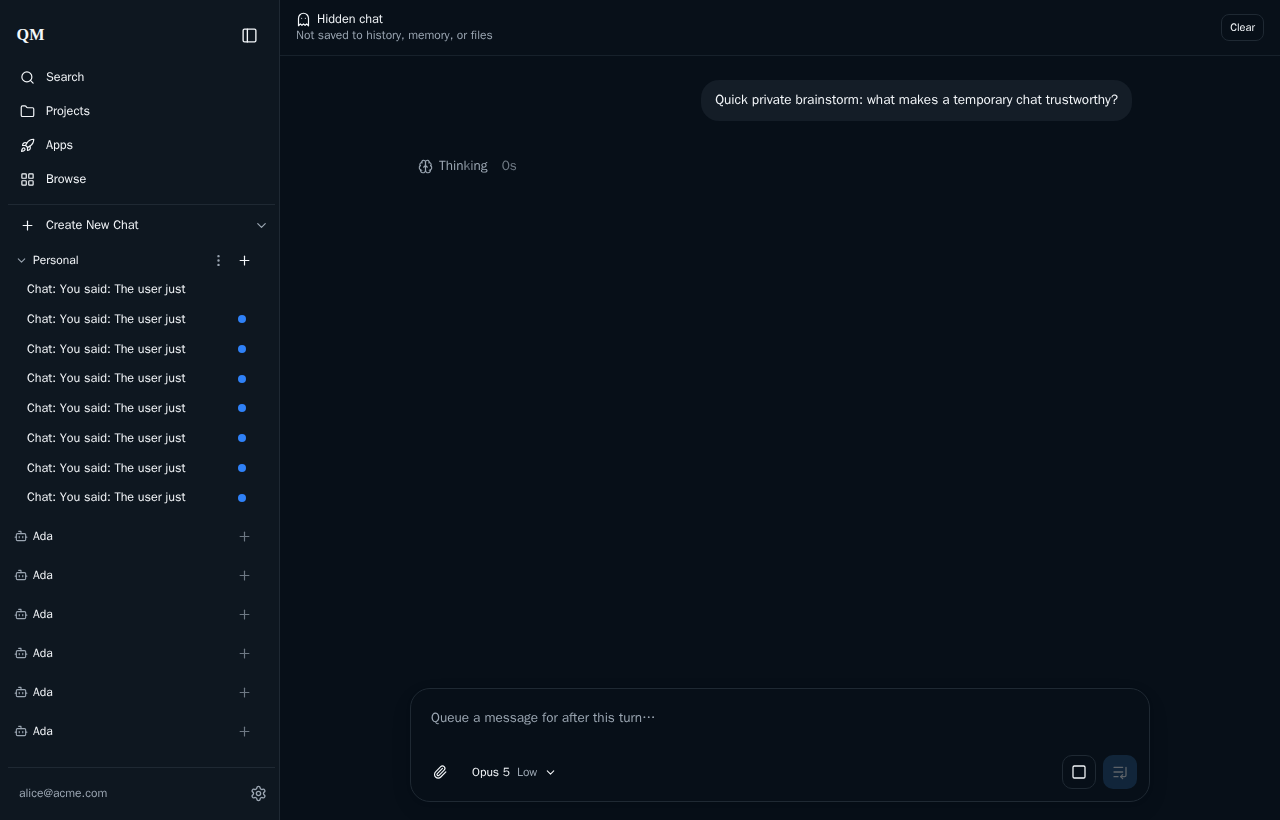 QM
Hidden chat
Not saved to history, memory, or files
Clear
Search
Projects
Apps
Browse
Create New Chat
Personal
Chat: You said: The user just
Chat: You said: The user just
Chat: You said: The user just
Chat: You said: The user just
Chat: You said: The user just
Chat: You said: The user just
Chat: You said: The user just
Chat: You said: The user just
Ada
Ada
Ada
Ada
Ada
Ada
alice@acme.com
Quick private brainstorm: what makes a temporary chat trustworthy?
Thinking 0s
Queue a message for after this turn…
Opus 5 Low